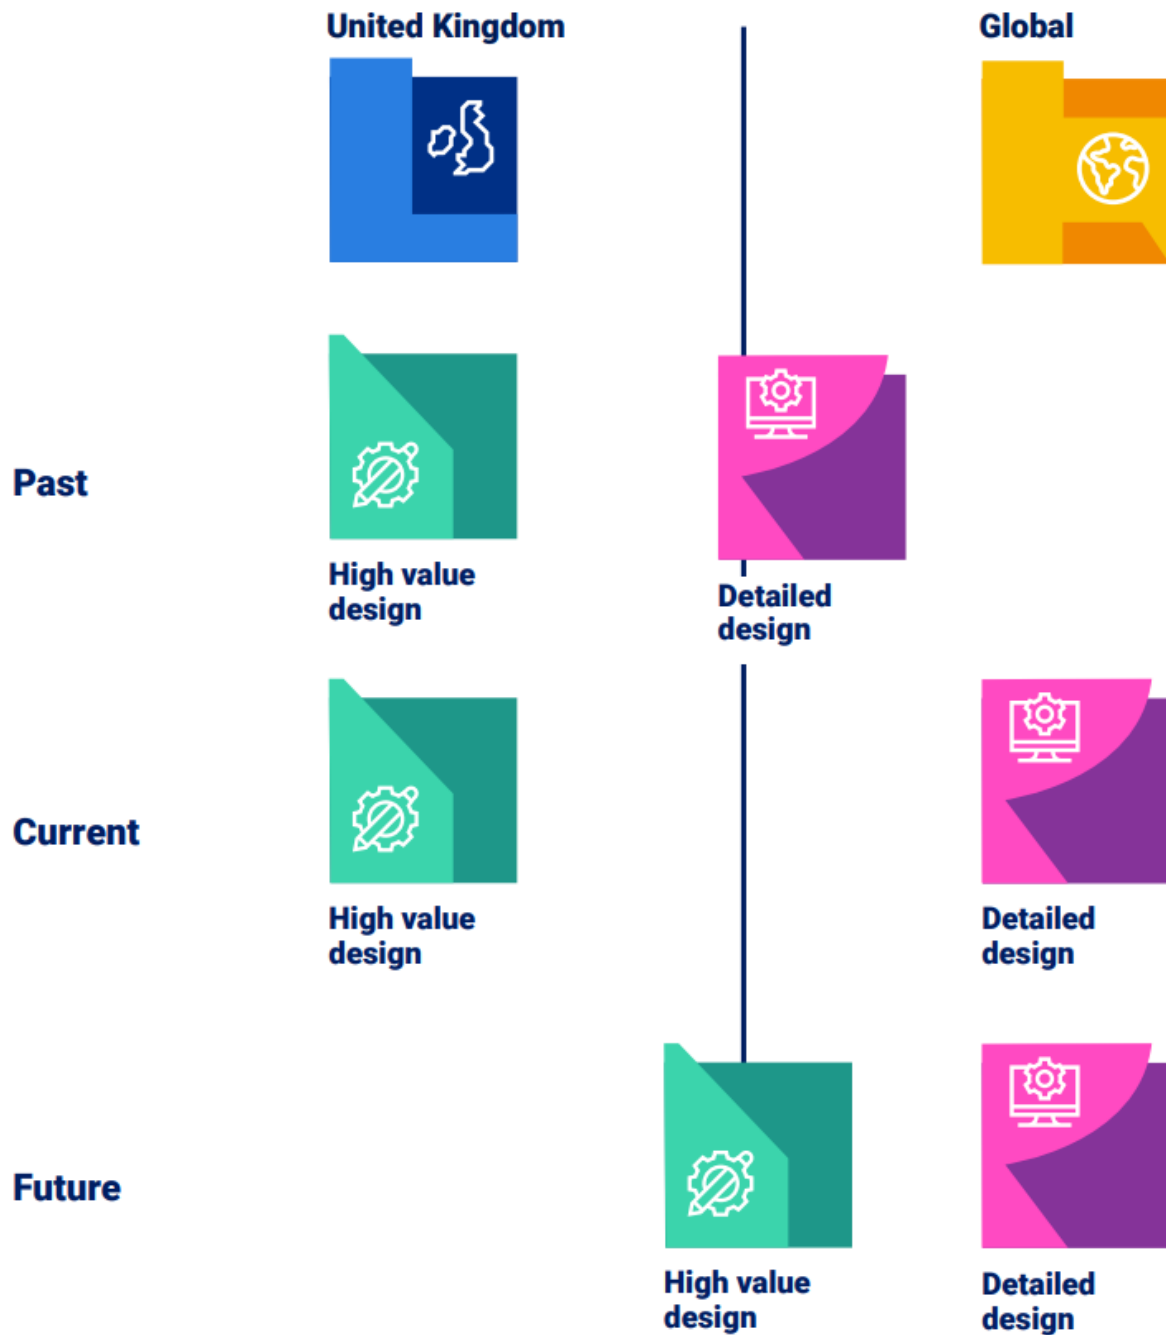 United Kingdom
Global
Past
High value
design
Detailed
design
Current
High value
design
Detailed
design
Future
High value
design
Detailed
design